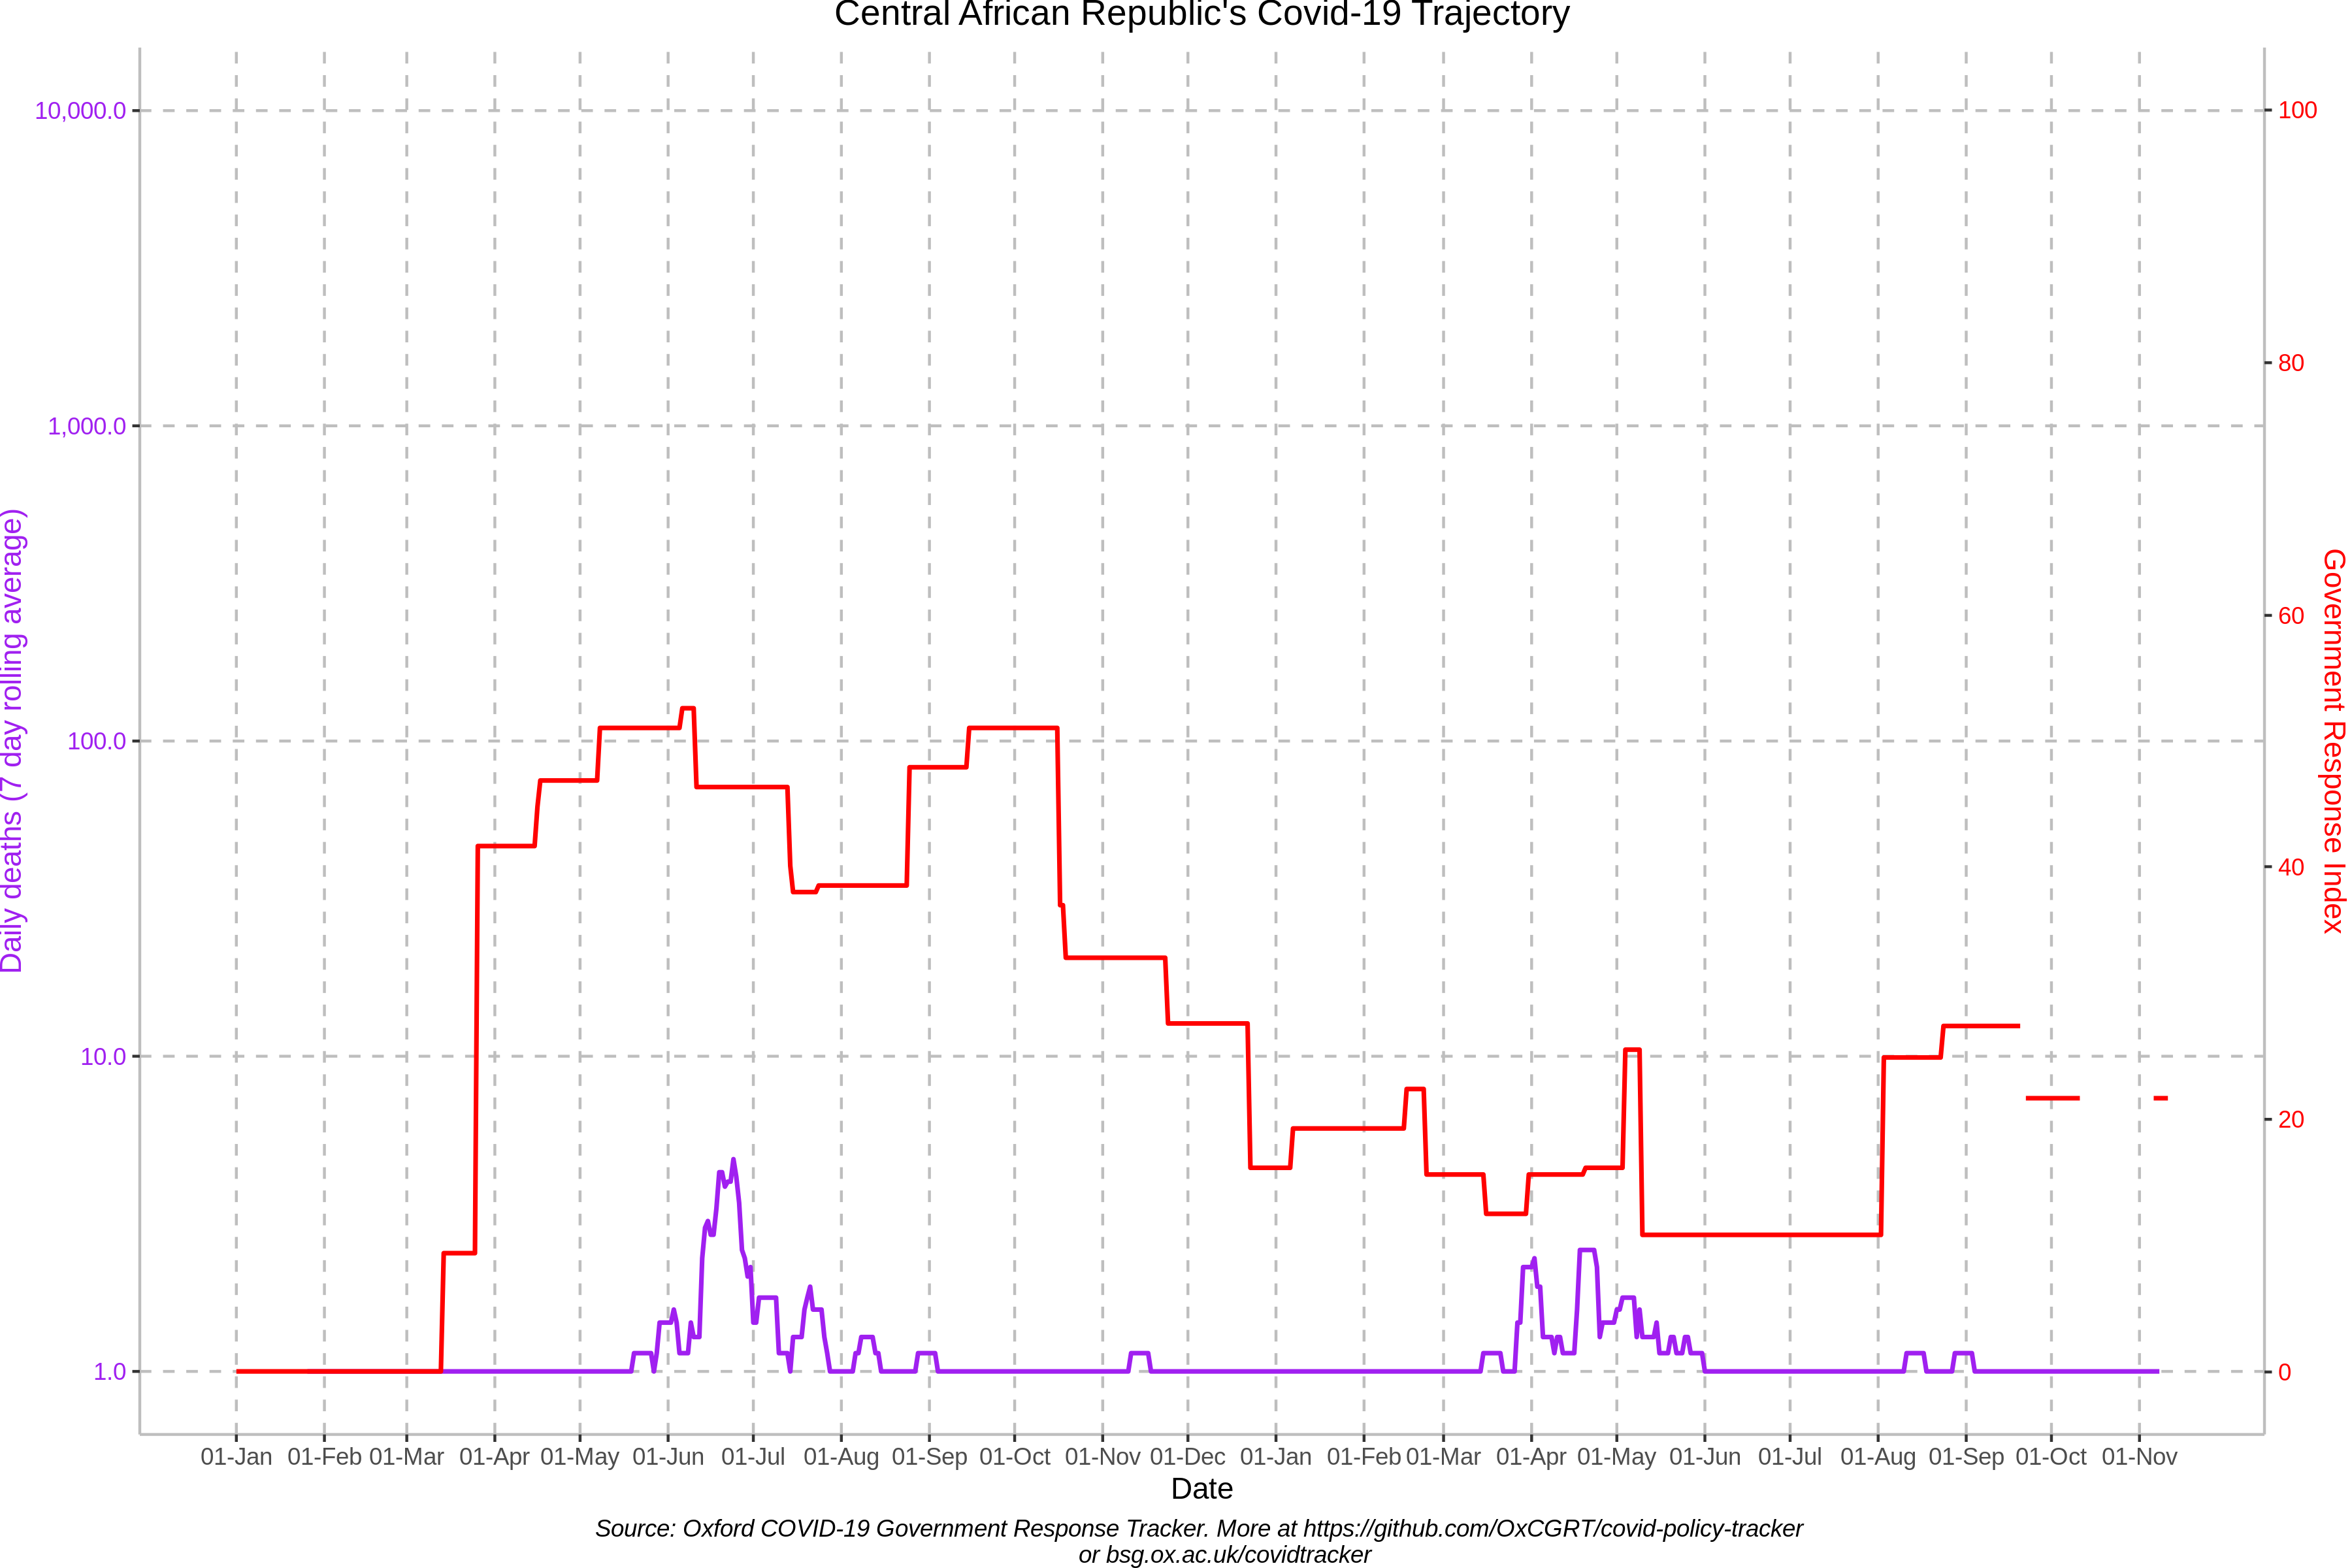 Central African Republic's Covid-19 Trajectory
10,000.0
1,000.0
100.0
10.0
1.0
Daily deaths (7 day rolling average)
100
80
60
40
20
0
Government Response Index
01-Jan 01-Feb 01-Mar 01-Apr 01-May 01-Jun 01-Jul 01-Aug 01-Sep 01-Oct 01-Nov 01-Dec 01-Jan 01-Feb 01-Mar 01-Apr 01-May 01-Jun 01-Jul 01-Aug 01-Sep 01-Oct 01-Nov
Date
Source: Oxford COVID-19 Government Response Tracker. More at https://github.com/OxCGRT/covid-policy-tracker
or bsg.ox.ac.uk/covidtracker